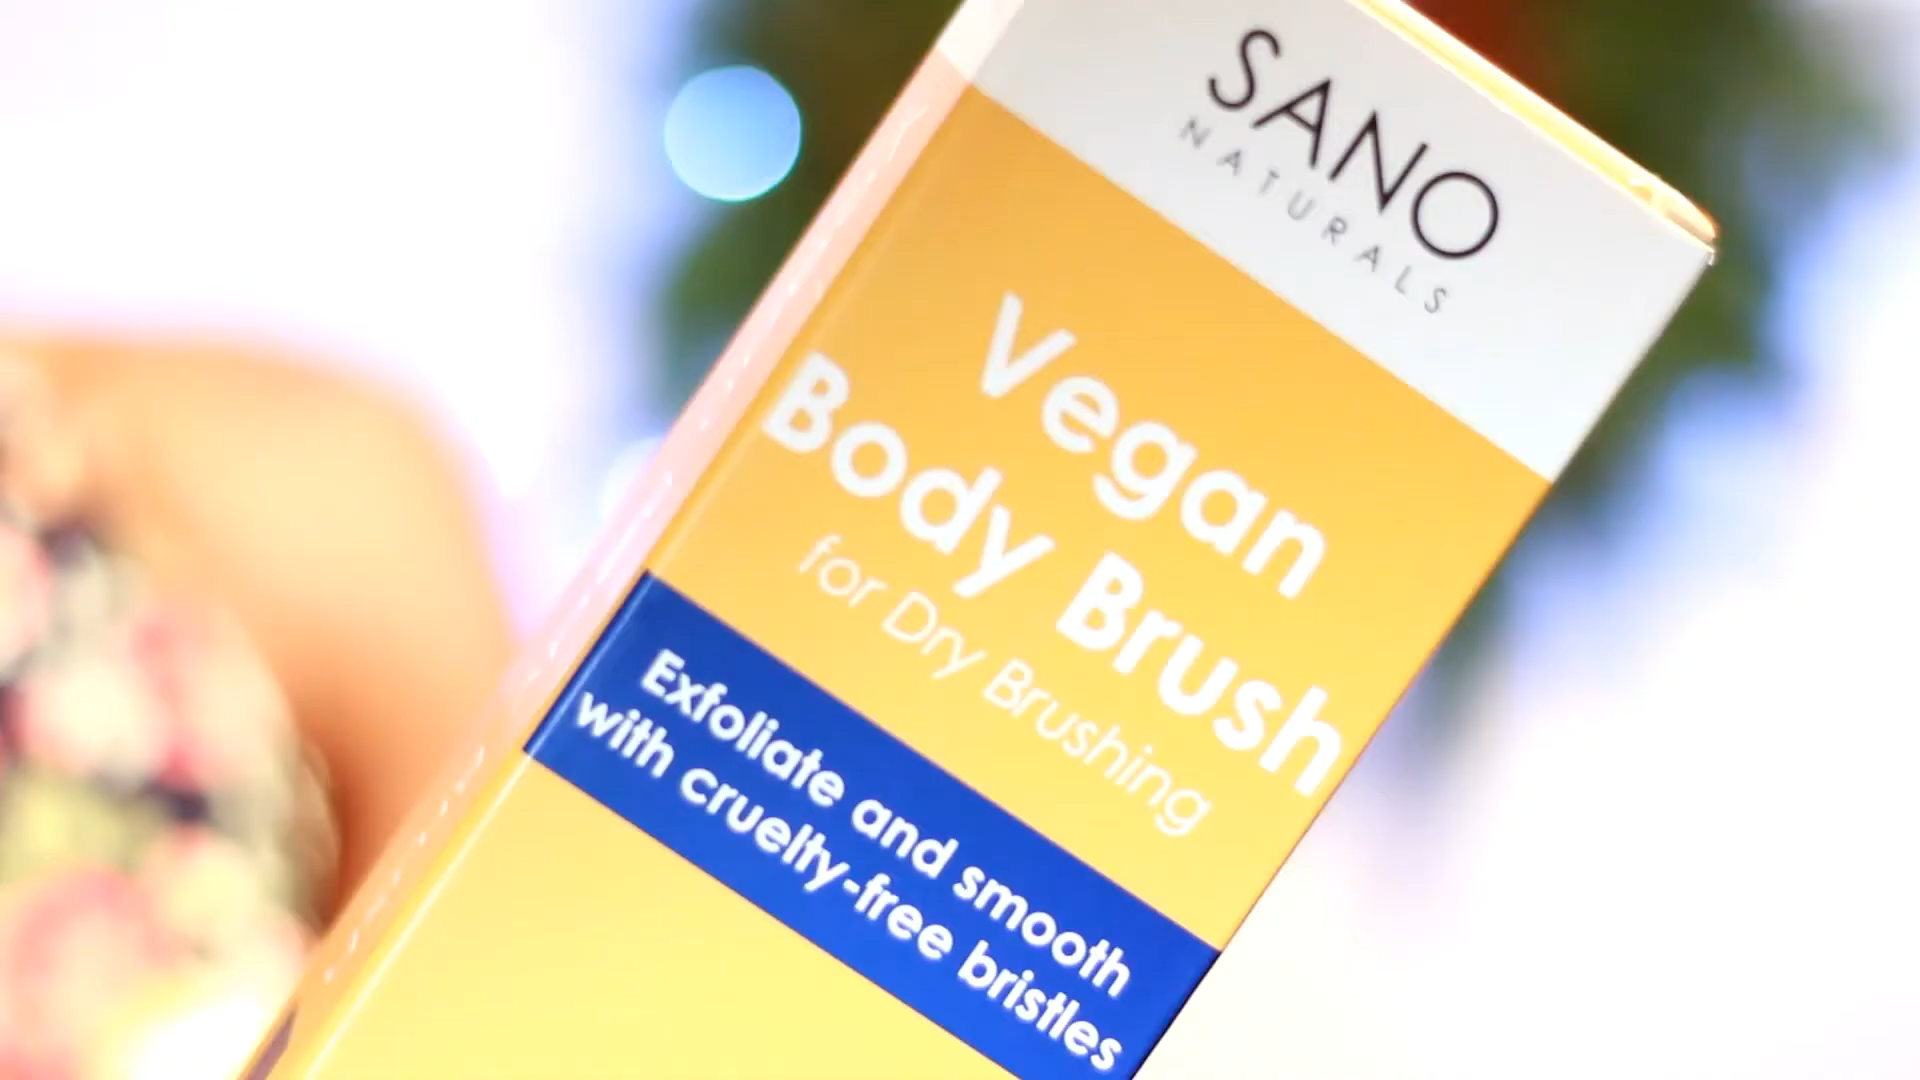 SANO
NATURALS
Vegan
Body Brush
for Dry Brushing
Exfoliate and smooth
with cruelty-free bristles